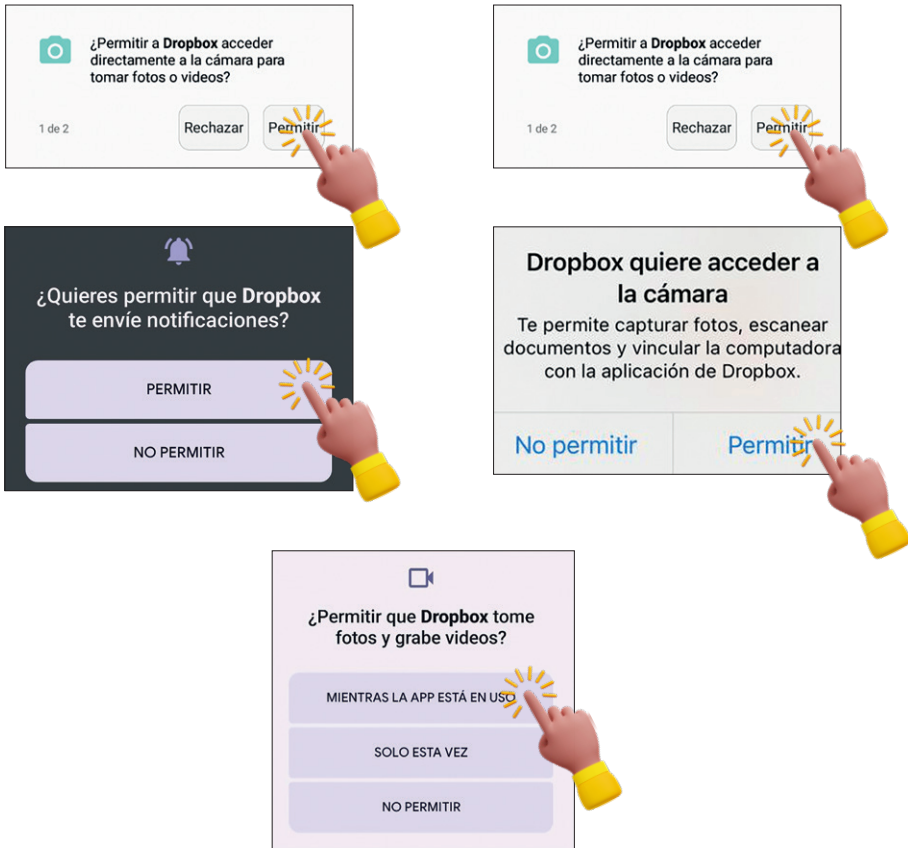 ¿Permitir a Dropbox acceder
directamente a la cámara para
tomar fotos o videos?
1 de 2
Rechazar
Permitir
¿Permitir a Dropbox acceder
directamente a la cámara para
tomar fotos o videos?
1 de 2
Rechazar
Permitir
¿Quieres permitir que Dropbox
te envíe notificaciones?
PERMITIR
NO PERMITIR
Dropbox quiere acceder a
la cámara
Te permite capturar fotos, escanear
documentos y vincular la computadora
con la aplicación de Dropbox.
No permitir
Permitir
¿Permitir que Dropbox tome
fotos y grabe videos?
MIENTRAS LA APP ESTÁ EN USO
SOLO ESTA VEZ
NO PERMITIR